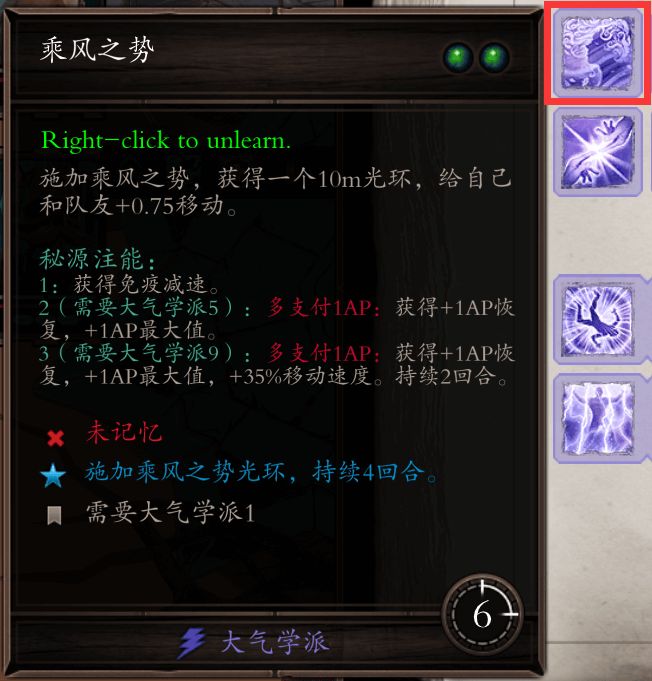 乘风之势
Right-click to unlearn.
施加乘风之势，获得一个10m光环，给自己
和队友+0.75移动。
秘源注能：
1：获得免疫减速。
2（需要大气学派5）：多支付1AP：获得+1AP恢
复，+1AP最大值。
3（需要大气学派9）：多支付1AP：获得+1AP恢
复，+1AP最大值，+35%移动速度。持续2回合。
未记忆
施加乘风之势光环，持续4回合。
需要大气学派1
6
大气学派